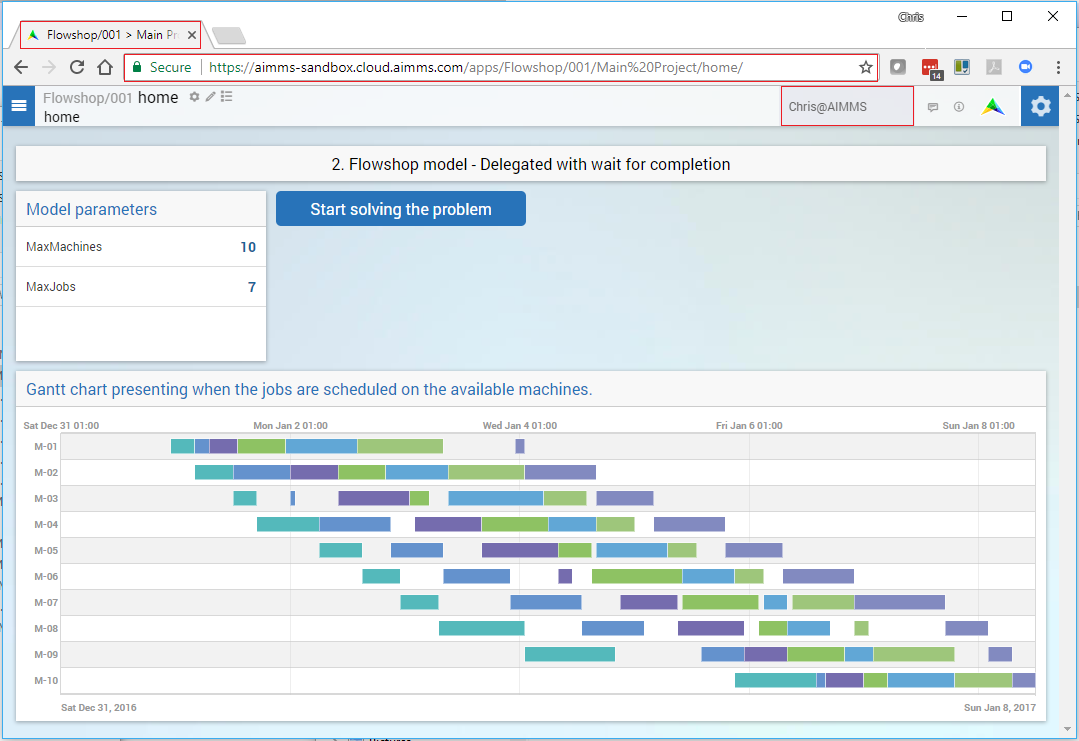 Chris
Flowshop/001 > Main Pr
Secure https://aimms-sandbox.cloud.aimms.com/apps/Flowshop/001/Main%20Project/home/
14
Flowshop/001 home
home
Chris@AIMMS
2. Flowshop model - Delegated with wait for completion
Model parameters
Start solving the problem
MaxMachines 10
MaxJobs 7
Gantt chart presenting when the jobs are scheduled on the available machines.
Sat Dec 31 01:00 Mon Jan 2 01:00 Wed Jan 4 01:00 Fri Jan 6 01:00 Sun Jan 8 01:00
M-01
M-02
M-03
M-04
M-05
M-06
M-07
M-08
M-09
M-10
Sat Dec 31, 2016 Sun Jan 8, 2017